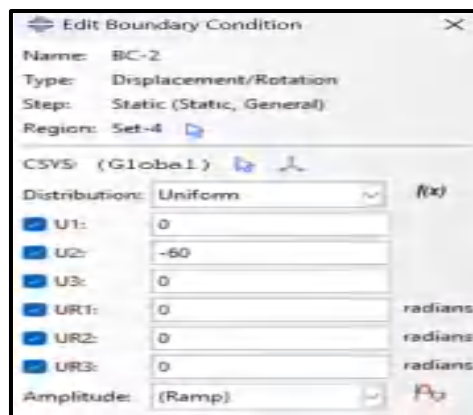 Edit Boundary Condition
Name: BC-2
Type: Displacement/Rotation
Step: Static (Static, General)
Region: Set-4
CSYS: (Global)
Distribution: Uniform f(x)
U1: 0
U2: -60
U3: 0
UR1: 0 radians
UR2: 0 radians
UR3: 0 radians
Amplitude: (Ramp)